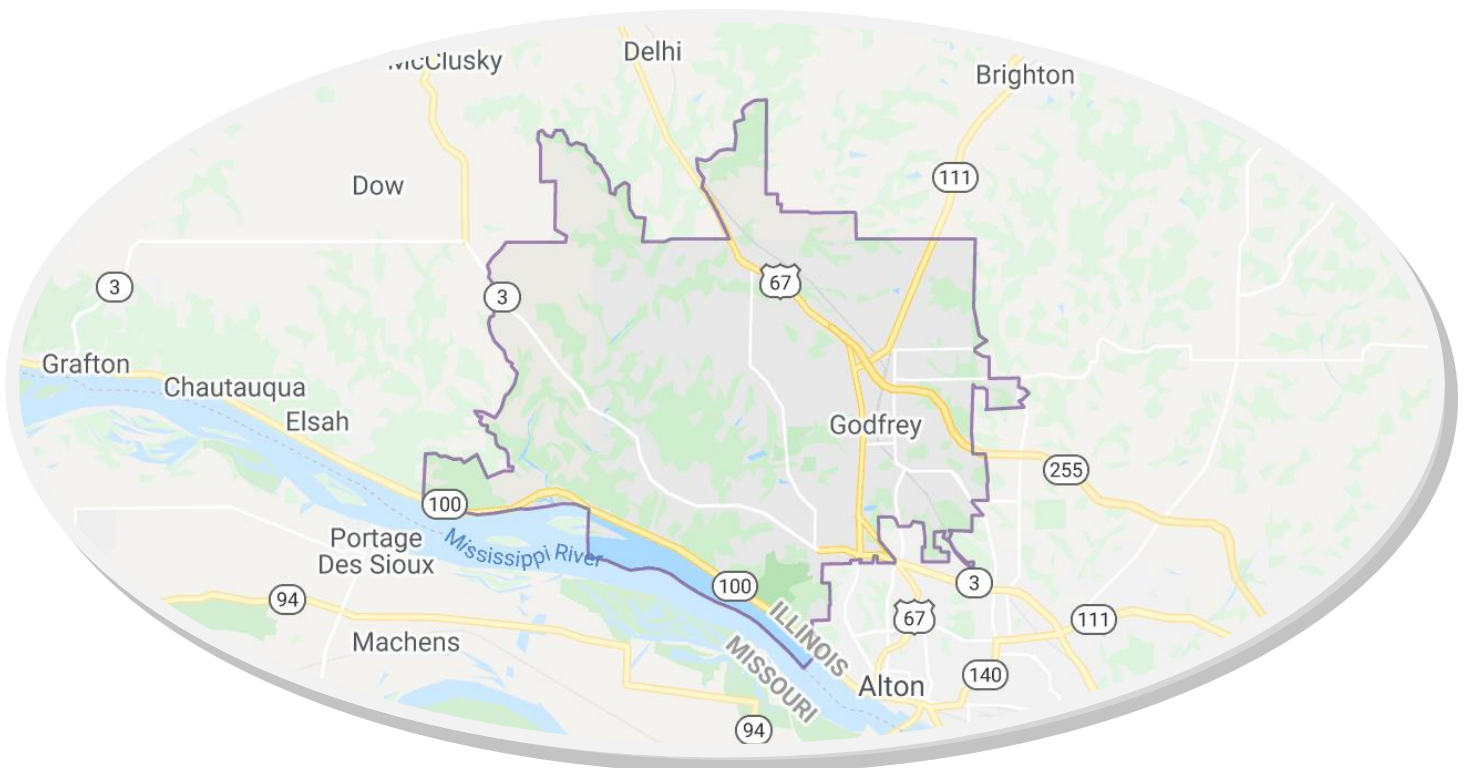 McClusky
Delhi
Brighton
111
Dow
67
3
3
Grafton
Chautauqua
Elsah
Godfrey
255
100
Portage
Des Sioux
Mississippi River
100
3
94
ILLINOIS
67
111
Machens
MISSOURI
140
Alton
94